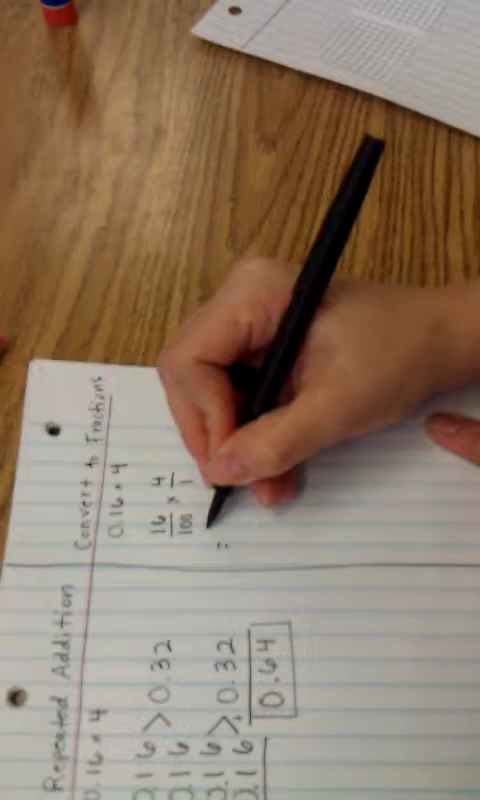 Repeated Addition
0.16 x 4
0.16
0.16 > 0.32
0.16
0.16 > 0.32
0.64
Convert to Fractions
0.16 x 4
16/100 x 4/1
=